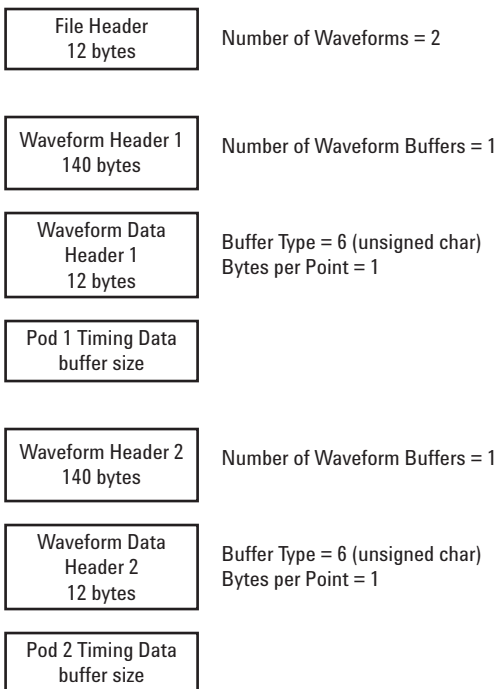 File Header
12 bytes
Number of Waveforms = 2
Waveform Header 1
140 bytes
Number of Waveform Buffers = 1
Waveform Data
Header 1
12 bytes
Buffer Type = 6 (unsigned char)
Bytes per Point = 1
Pod 1 Timing Data
buffer size
Waveform Header 2
140 bytes
Number of Waveform Buffers = 1
Waveform Data
Header 2
12 bytes
Buffer Type = 6 (unsigned char)
Bytes per Point = 1
Pod 2 Timing Data
buffer size